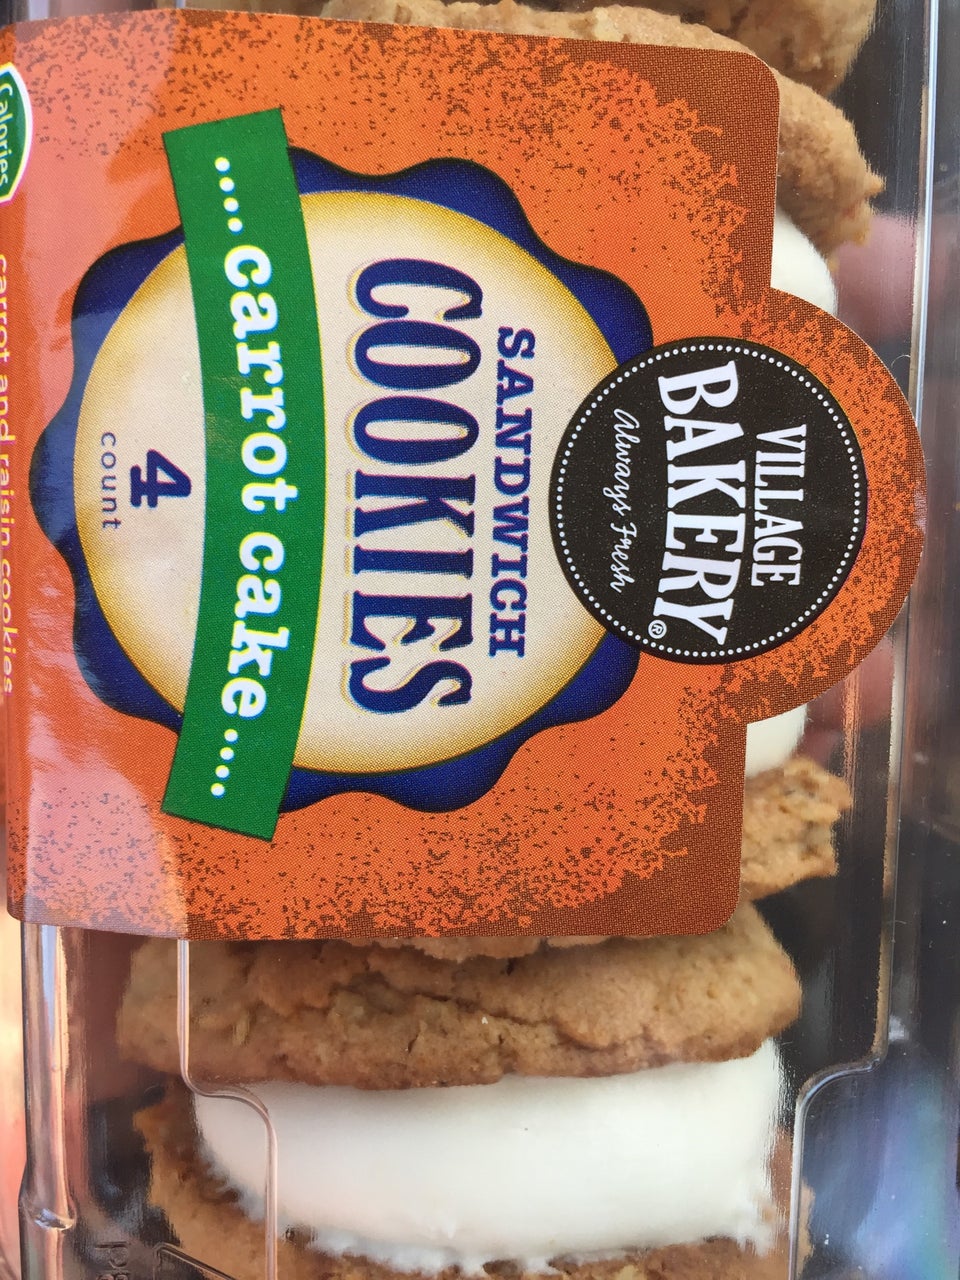 VILLAGE
BAKERY®
Always Fresh
SANDWICH
COOKIES
.....carrot cake.....
4
count
Calories
carrot and raisin cookies